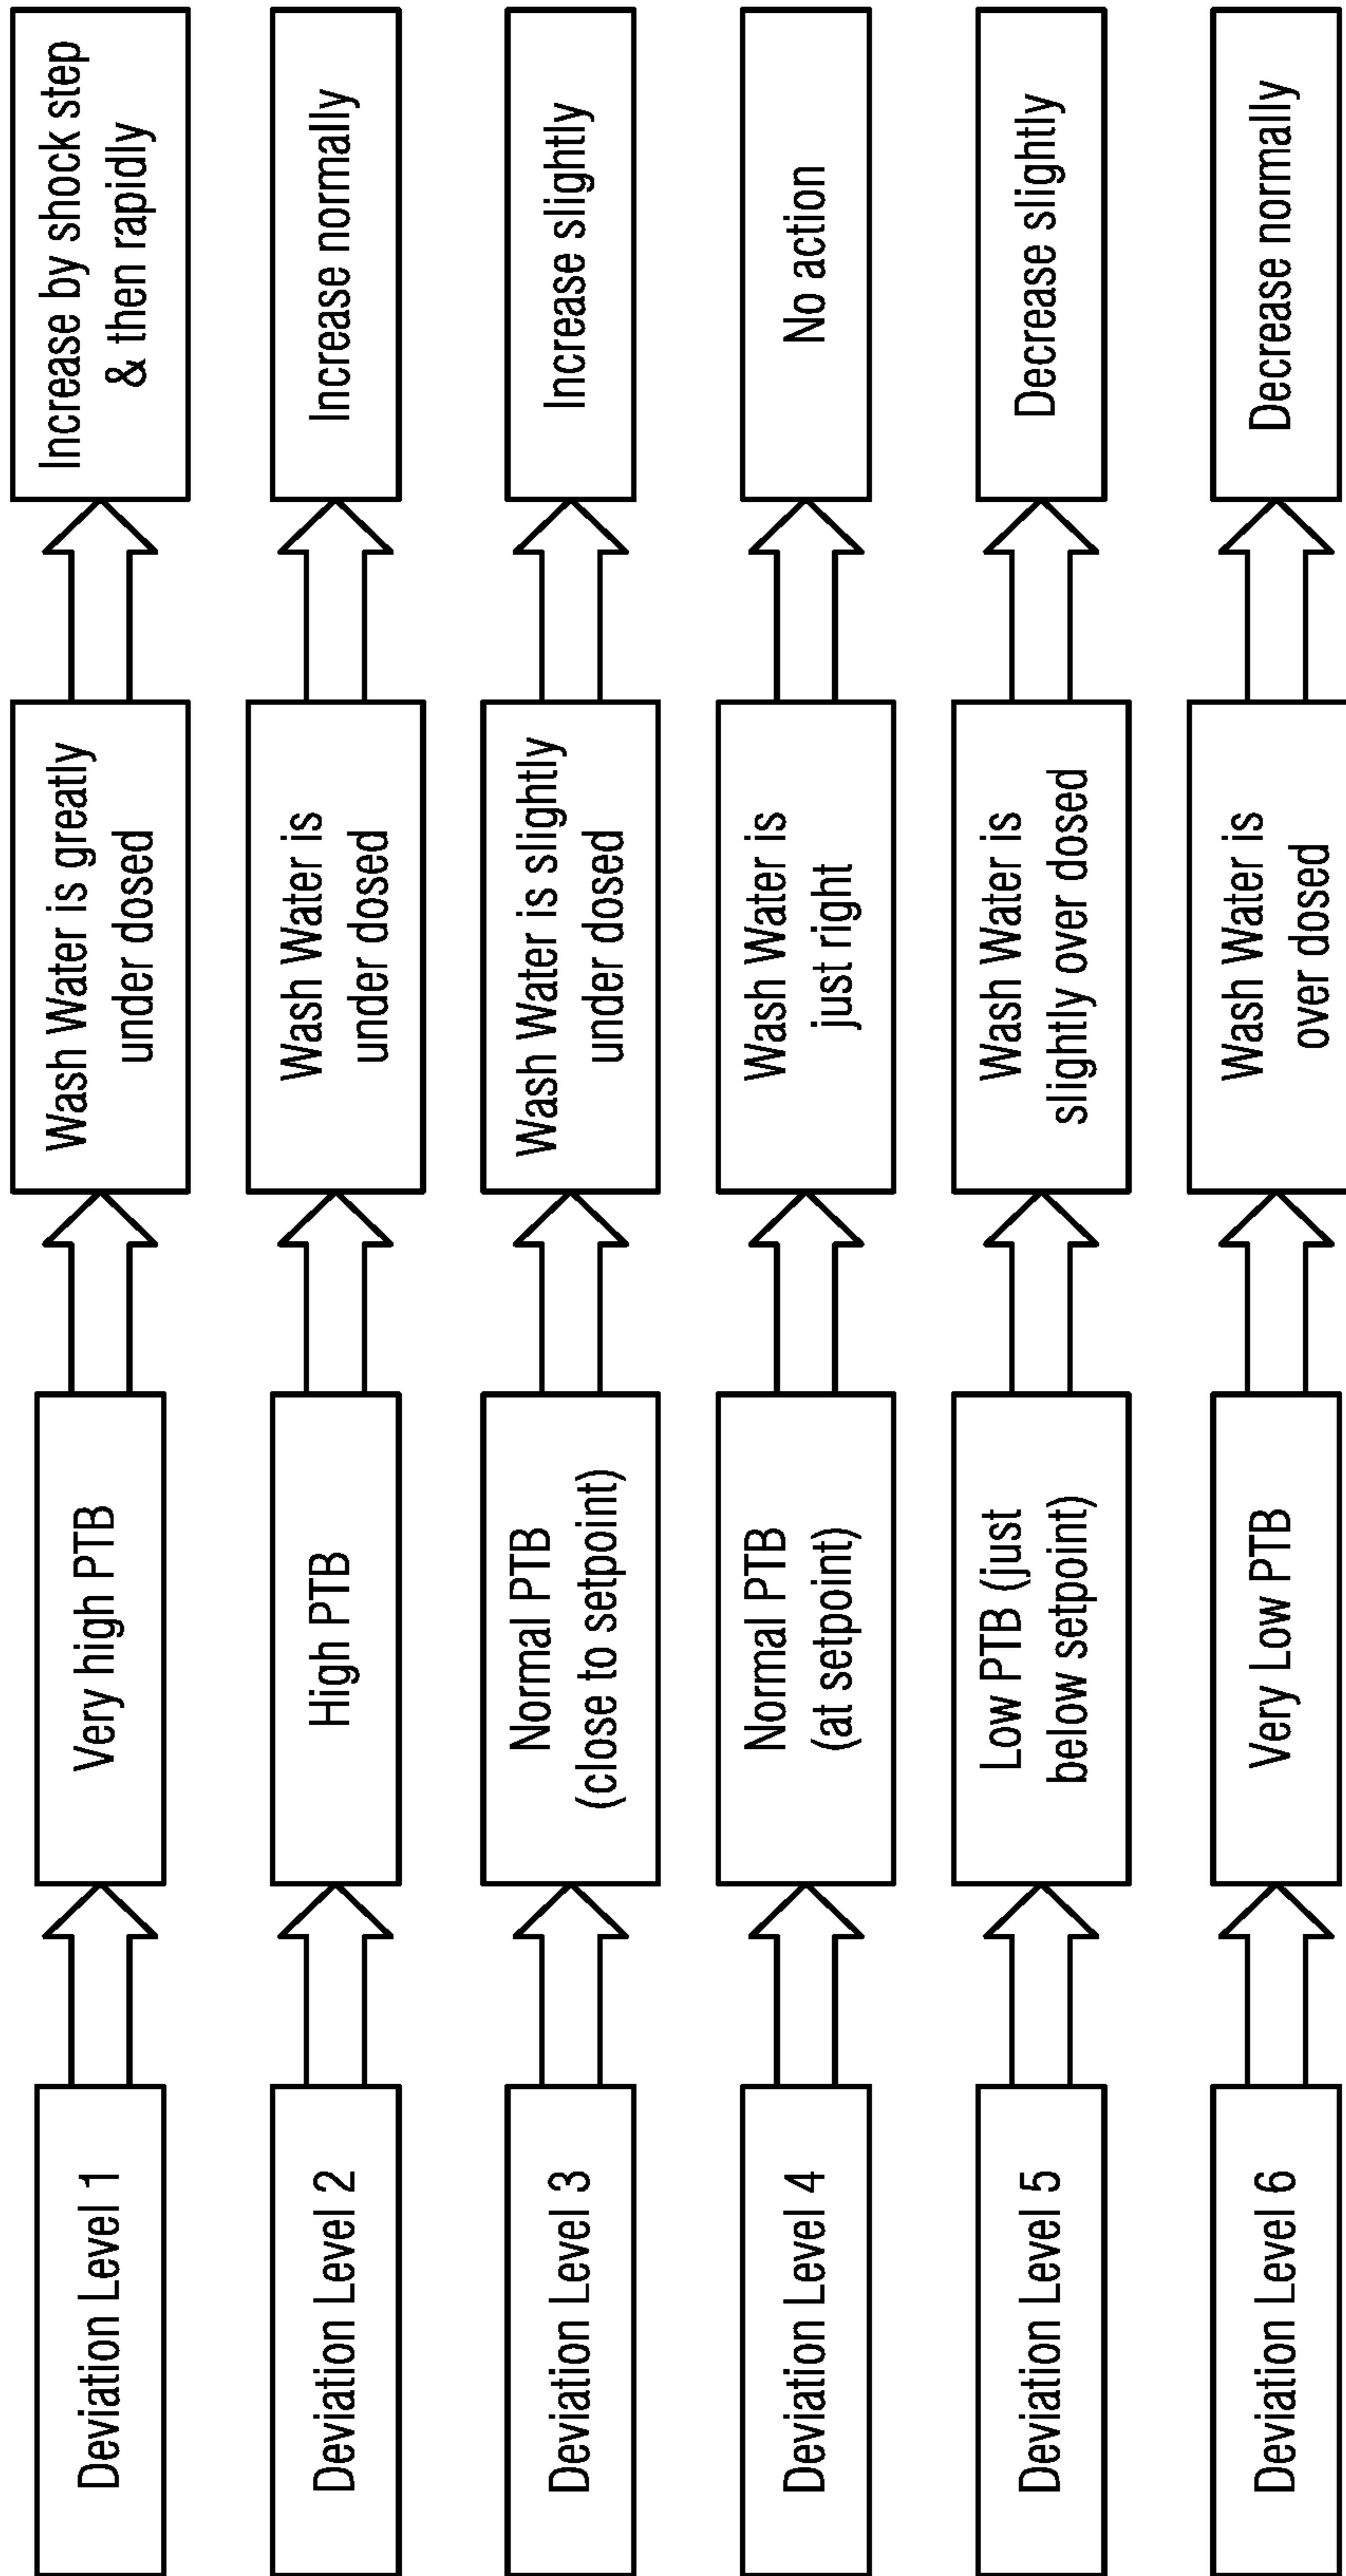 Deviation Level 1
Very high PTB
Wash Water is greatly
under dosed
Increase by shock step
& then rapidly
Deviation Level 2
High PTB
Wash Water is
under dosed
Increase normally
Deviation Level 3
Normal PTB
(close to setpoint)
Wash Water is slightly
under dosed
Increase slightly
Deviation Level 4
Normal PTB
(at setpoint)
Wash Water is
just right
No action
Deviation Level 5
Low PTB (just
below setpoint)
Wash Water is
slightly over dosed
Decrease slightly
Deviation Level 6
Very Low PTB
Wash Water is
over dosed
Decrease normally